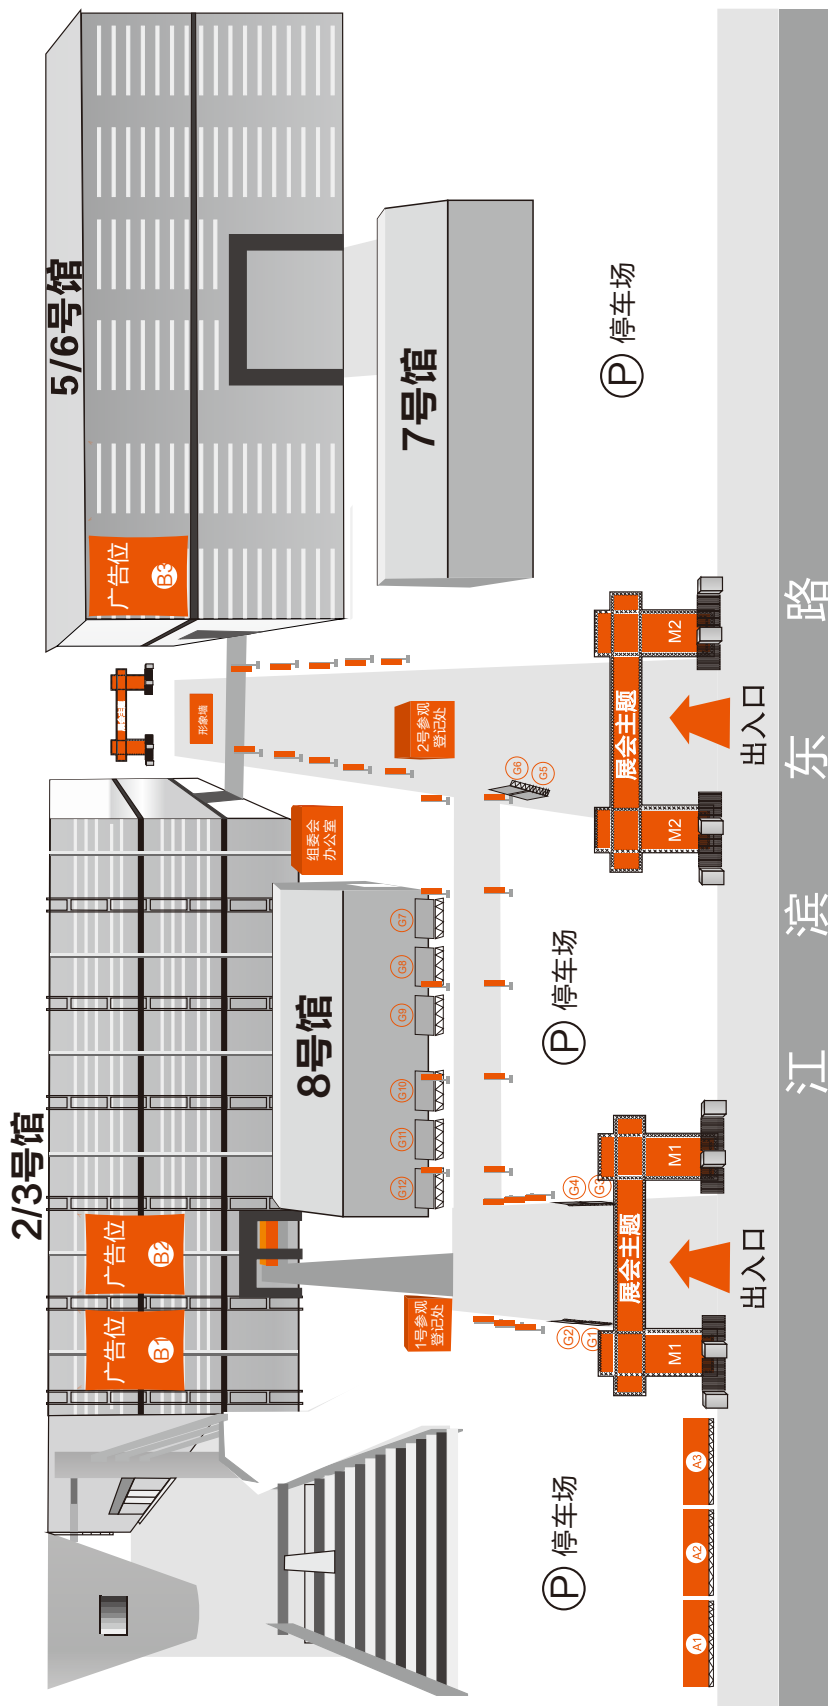 2/3号馆
5/6号馆
广告位
B1
广告位
B2
广告位
B3
形象墙
组委会
办公室
8号馆
7号馆
G12
G11
G10
G9
G8
G7
1号参观
登记处
2号参观
登记处
G6
G5
G2
G1
G4
G3
P 停车场
P 停车场
P 停车场
展会主题
M1
M1
展会主题
M2
M2
A1
A2
A3
出入口
出入口
江滨东路